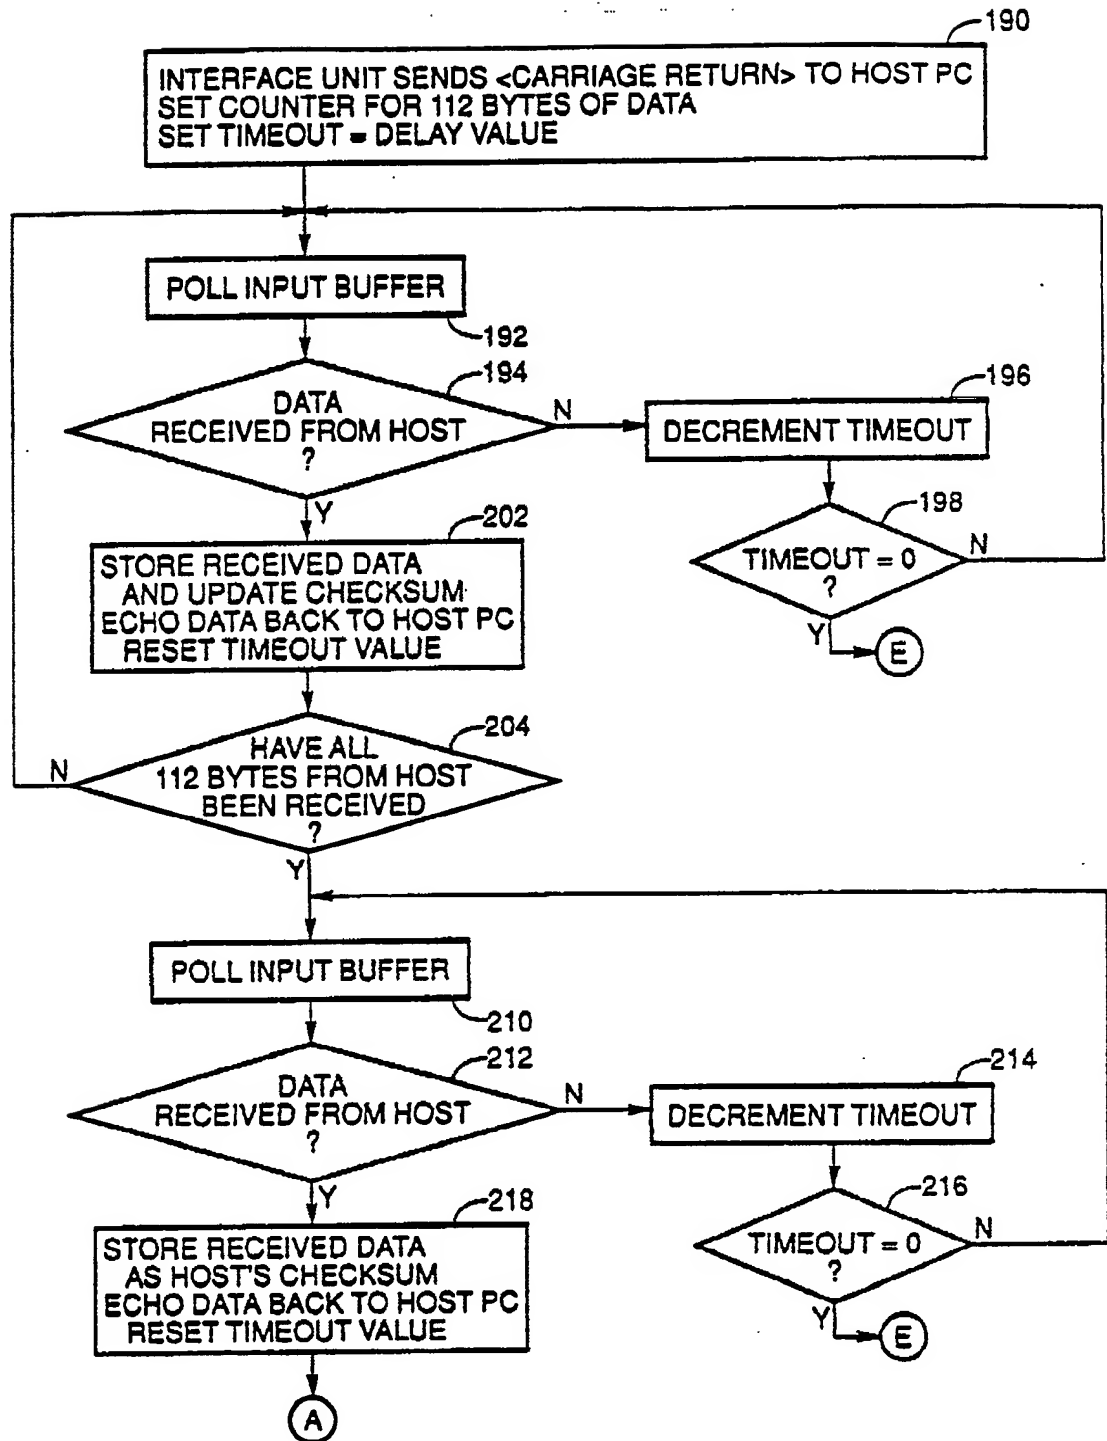 190
INTERFACE UNIT SENDS <CARRIAGE RETURN> TO HOST PC
SET COUNTER FOR 112 BYTES OF DATA
SET TIMEOUT = DELAY VALUE
POLL INPUT BUFFER
192
194
DATA
RECEIVED FROM HOST
?
N
Y
196
DECREMENT TIMEOUT
198
TIMEOUT = 0
?
N
Y
E
202
STORE RECEIVED DATA
AND UPDATE CHECKSUM
ECHO DATA BACK TO HOST PC
RESET TIMEOUT VALUE
204
HAVE ALL
112 BYTES FROM HOST
BEEN RECEIVED
?
N
Y
POLL INPUT BUFFER
210
212
DATA
RECEIVED FROM HOST
?
N
Y
214
DECREMENT TIMEOUT
216
TIMEOUT = 0
?
N
Y
E
218
STORE RECEIVED DATA
AS HOST'S CHECKSUM
ECHO DATA BACK TO HOST PC
RESET TIMEOUT VALUE
A